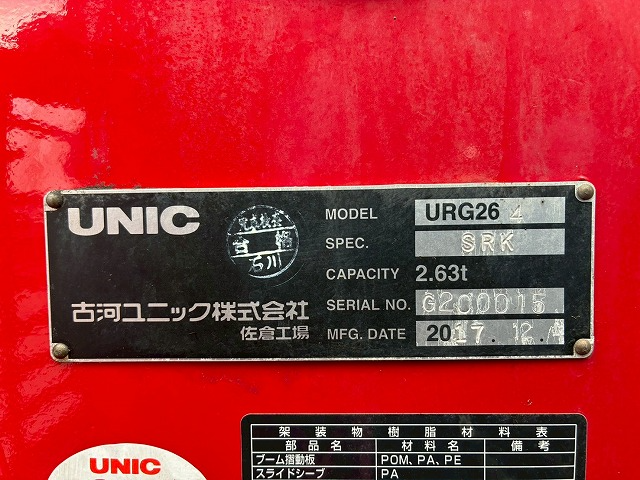 UNIC
石川
MODEL URG26 4
SPEC. SRK
CAPACITY 2.63t
SERIAL NO. G200015
MFG. DATE 2017. 12. A
古河ユニック株式会社
佐倉工場
UNIC
架装物樹脂材料表
部品名 材料名 備考
ブーム摺動板 POM, PA, PE
スライドシーブ PA